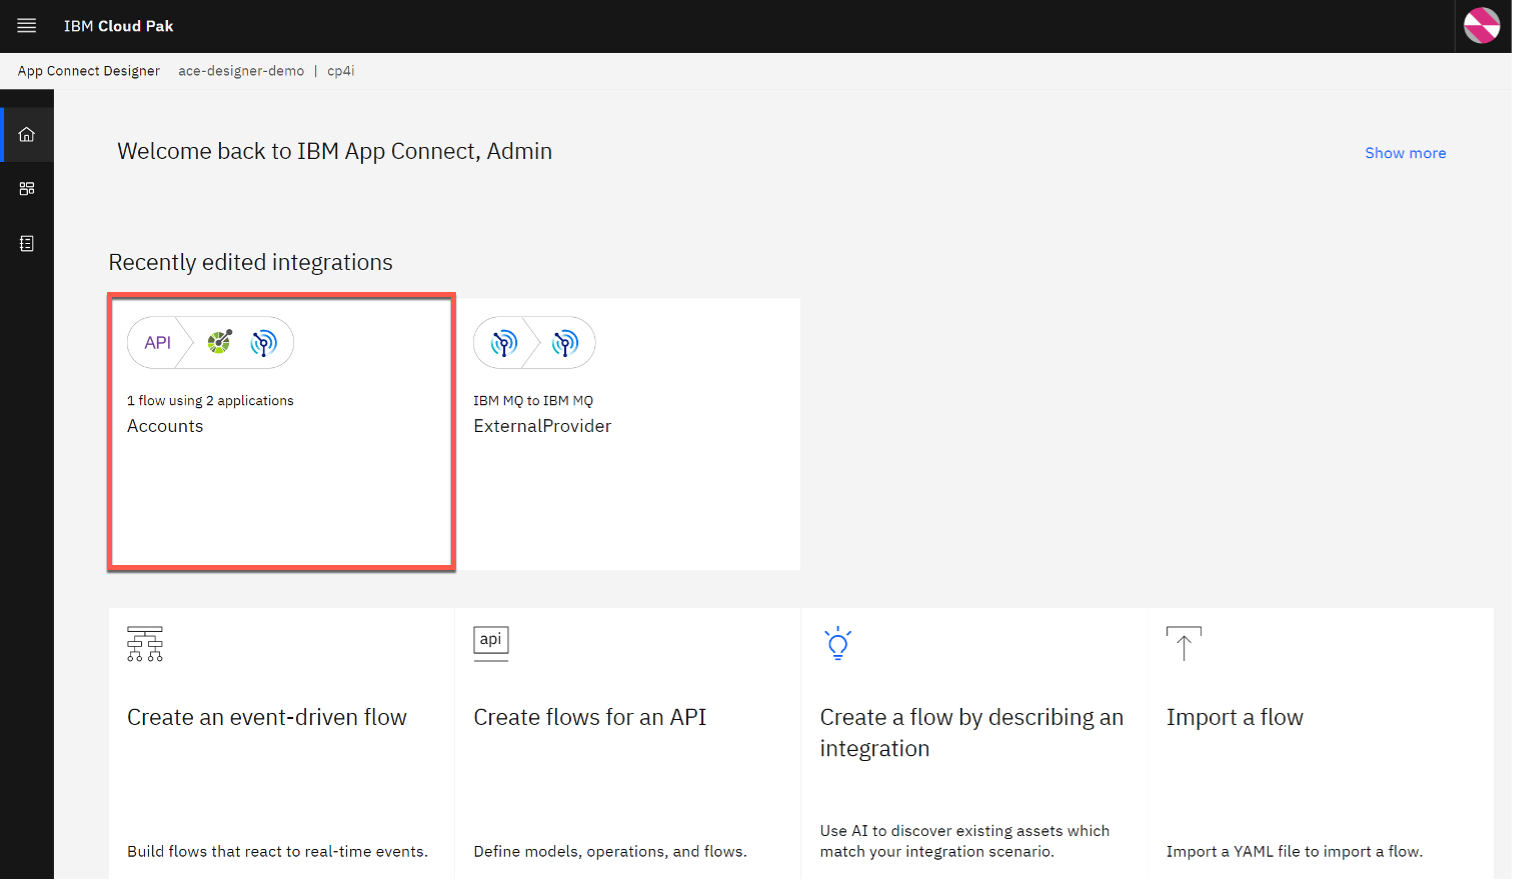 IBM Cloud Pak
App Connect Designer ace-designer-demo | cp4i
Welcome back to IBM App Connect, Admin
Show more
Recently edited integrations
API
1 flow using 2 applications
Accounts
IBM MQ to IBM MQ
ExternalProvider
Create an event-driven flow
Build flows that react to real-time events.
api
Create flows for an API
Define models, operations, and flows.
Create a flow by describing an
integration
Use AI to discover existing assets which
match your integration scenario.
Import a flow
Import a YAML file to import a flow.